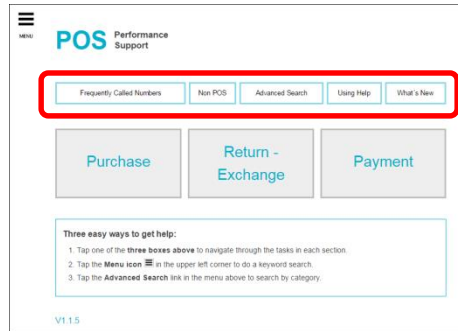 MENU
POS Performance
Support
Frequently Called Numbers Non POS Advanced Search Using Help What's New
Purchase
Return -
Exchange
Payment
Three easy ways to get help:
1. Tap one of the three boxes above to navigate through the tasks in each section.
2. Tap the Menu icon ☰ in the upper left corner to do a keyword search.
3. Tap the Advanced Search link in the menu above to search by category.
V1.1.5